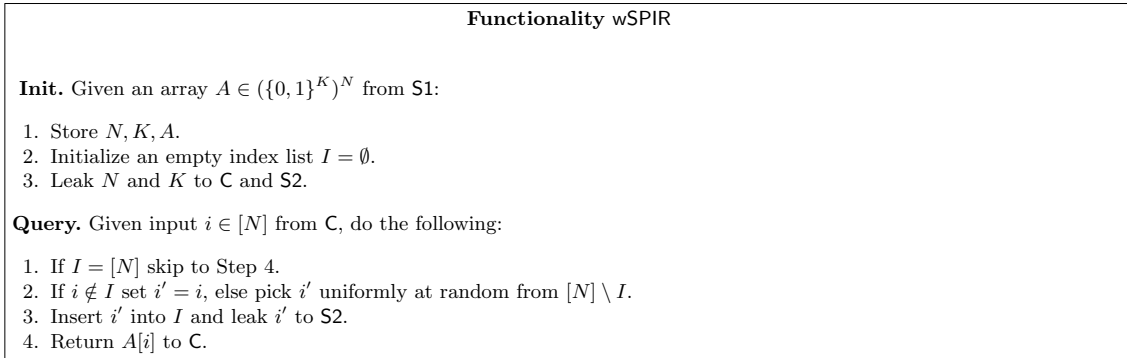 Functionality wSPIR
Init. Given an array A ∈ ({0, 1}^K)^N from S1:
1. Store N, K, A.
2. Initialize an empty index list I = ∅.
3. Leak N and K to C and S2.
Query. Given input i ∈ [N] from C, do the following:
1. If I = [N] skip to Step 4.
2. If i ∉ I set i′ = i, else pick i′ uniformly at random from [N] \ I.
3. Insert i′ into I and leak i′ to S2.
4. Return A[i] to C.